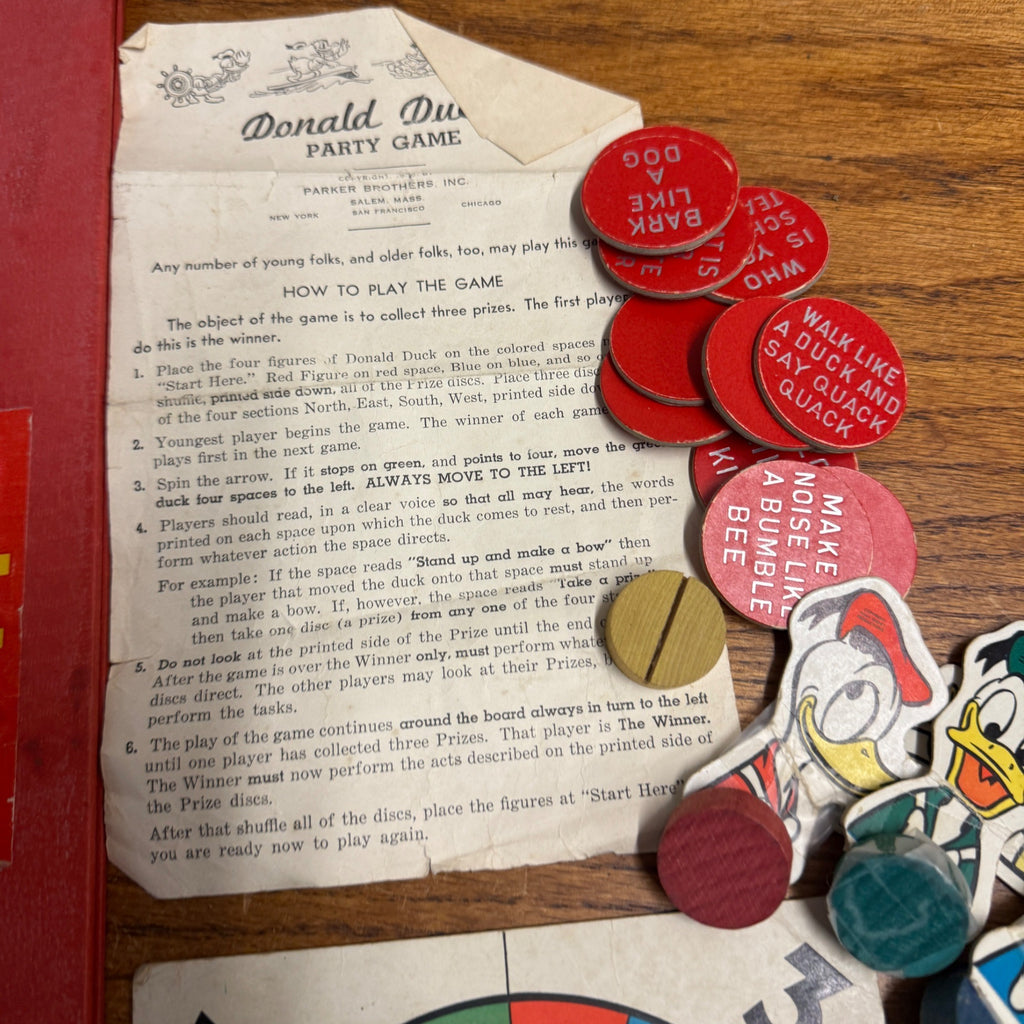 Donald Du
PARTY GAME
PARKER BROTHERS, INC.
SALEM, MASS.
NEW YORK SAN FRANCISCO CHICAGO
Any number of young folks, and older folks, too, may play this
HOW TO PLAY THE GAME
The object of the game is to collect three prizes. The first player
do this is the winner.
1. Place the four figures of Donald Duck on the colored spaces
"Start Here." Red Figure on red space, Blue on blue, and so
shuffle, printed side down, all of the Prize discs. Place three
of the four sections North, East, South, West, printed side
2. Youngest player begins the game. The winner of each game
plays first in the next game.
3. Spin the arrow. If it stops on green, and points to four, move the
duck four spaces to the left. ALWAYS MOVE TO THE LEFT!
4. Players should read, in a clear voice so that all may hear, the words
printed on each space upon which the duck comes to rest, and then per-
form whatever action the space directs.
For example: If the space reads "Stand up and make a bow" then
the player that moved the duck onto that space must stand up
and make a bow. If, however, the space reads "Take a
then take one disc (a prize) from any one of the four
5. Do not look at the printed side of the Prize until the end
After the game is over the Winner only, must perform
discs direct. The other players may look at their Prizes,
perform the tasks.
6. The play of the game continues around the board always in turn to the left
until one player has collected three Prizes. That player is The Winner.
The Winner must now perform the acts described on the printed side of
the Prize discs.
After that shuffle all of the discs, place the figures at "Start Here"
you are ready now to play again.
BARK
LIKE
A
DOG
WHO
IS
WALK LIKE
A DUCK AND
SAY QUACK
QUACK
MAKE
NOISE LIKE
A BUMBLE
BEE
3